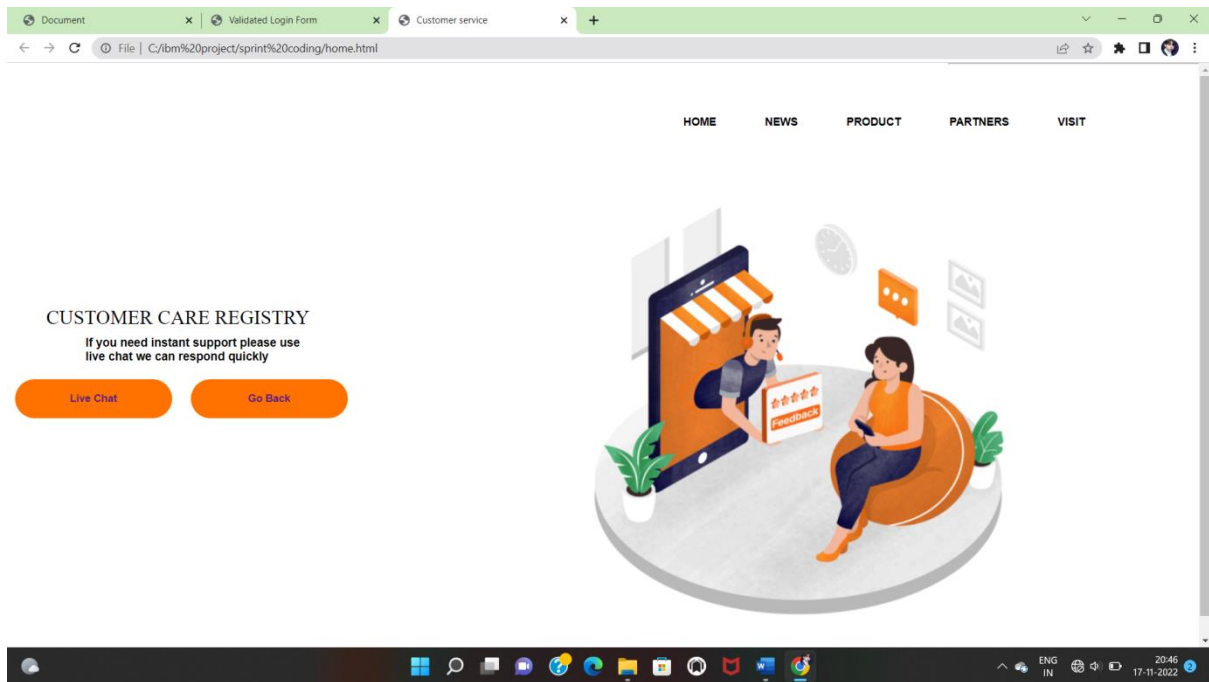 Document
Validated Login Form
Customer service
File | C:/ibm%20project/sprint%20coding/home.html
HOME NEWS PRODUCT PARTNERS VISIT
CUSTOMER CARE REGISTRY
If you need instant support please use
live chat we can respond quickly
Live Chat Go Back
Feedback
ENG
IN
20:46
17-11-2022
2